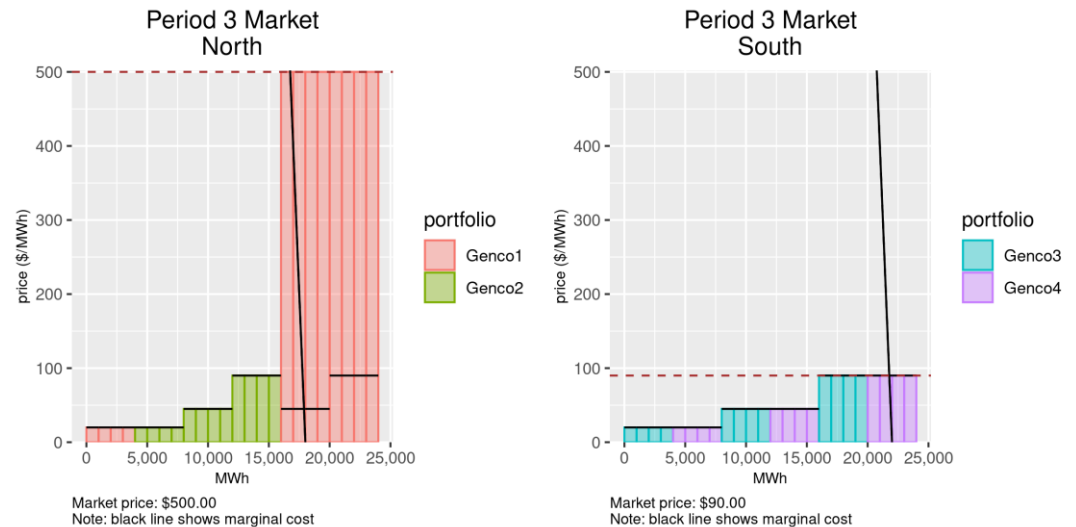 Period 3 Market
North
500
400
300
200
100
0
price ($/MWh)
0
5,000
10,000
15,000
20,000
25,000
MWh
Market price: $500.00
Note: black line shows marginal cost
portfolio
Genco1
Genco2
Period 3 Market
South
500
400
300
200
100
0
price ($/MWh)
0
5,000
10,000
15,000
20,000
25,000
MWh
Market price: $90.00
Note: black line shows marginal cost
portfolio
Genco3
Genco4